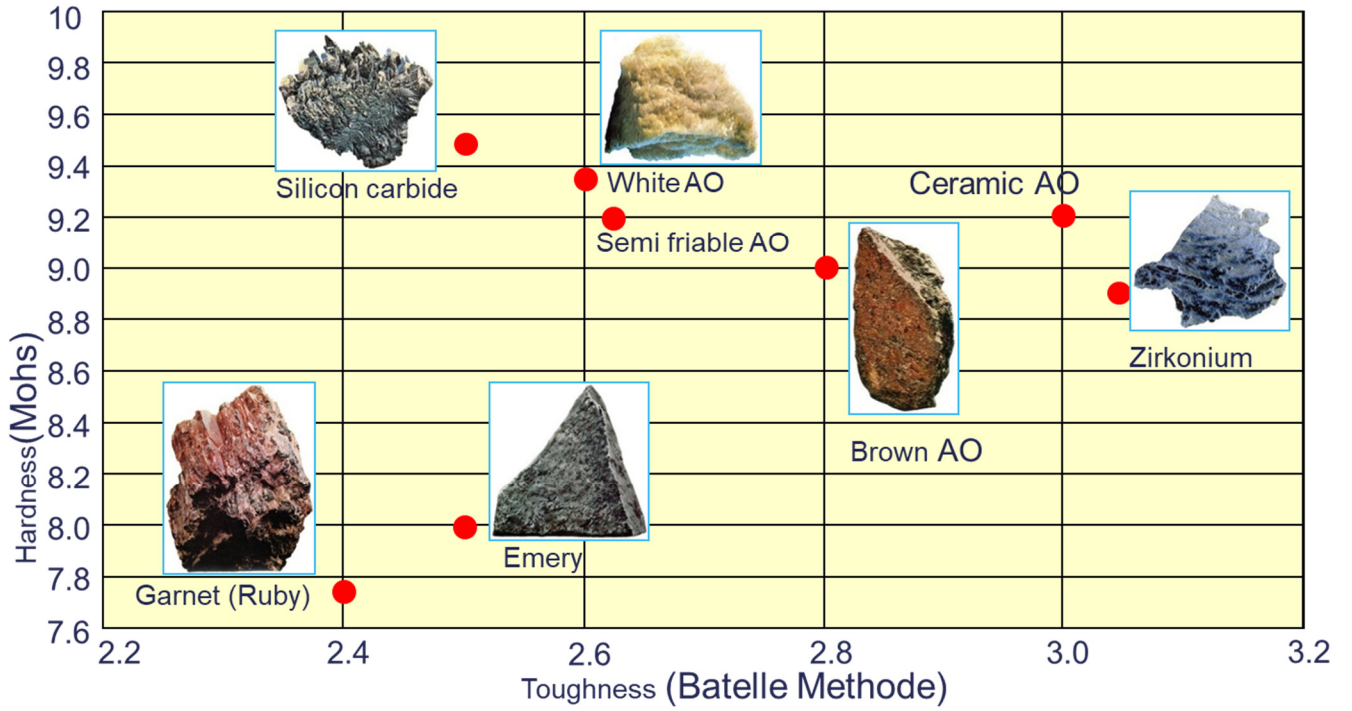 10
9.8
9.6
9.4
9.2
9.0
8.8
8.6
8.4
8.2
8.0
7.8
7.6
Hardness(Mohs)
Silicon carbide
White AO
Semi friable AO
Ceramic AO
Zirkonium
Brown AO
Emery
Garnet (Ruby)
2.2 2.4 2.6 2.8 3.0 3.2
Toughness (Batelle Methode)